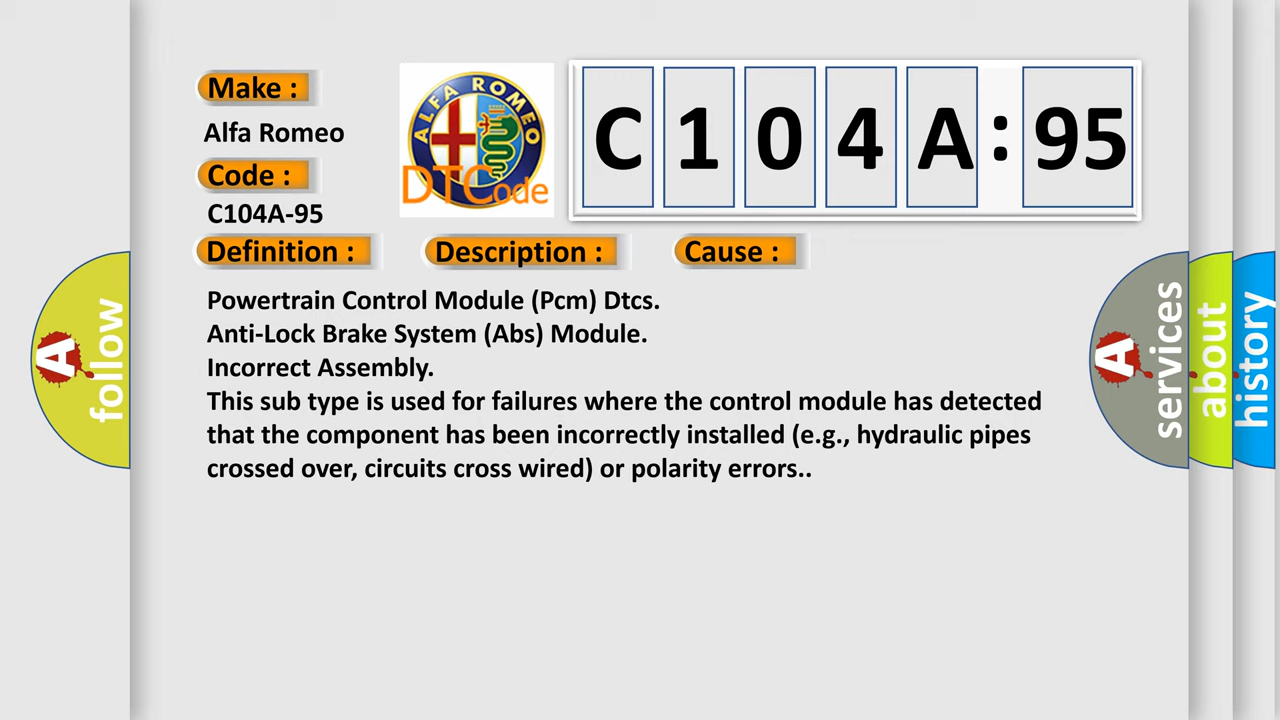 Make :
Alfa Romeo
Code :
C104A-95
ALFA ROMEO
DTCode
C104A:95
Definition :
Description :
Cause :
Powertrain Control Module (Pcm) Dtcs.
Anti-Lock Brake System (Abs) Module.
Incorrect Assembly.
This sub type is used for failures where the control module has detected
that the component has been incorrectly installed (e.g., hydraulic pipes
crossed over, circuits cross wired) or polarity errors..
A
follow
A
services
about
history